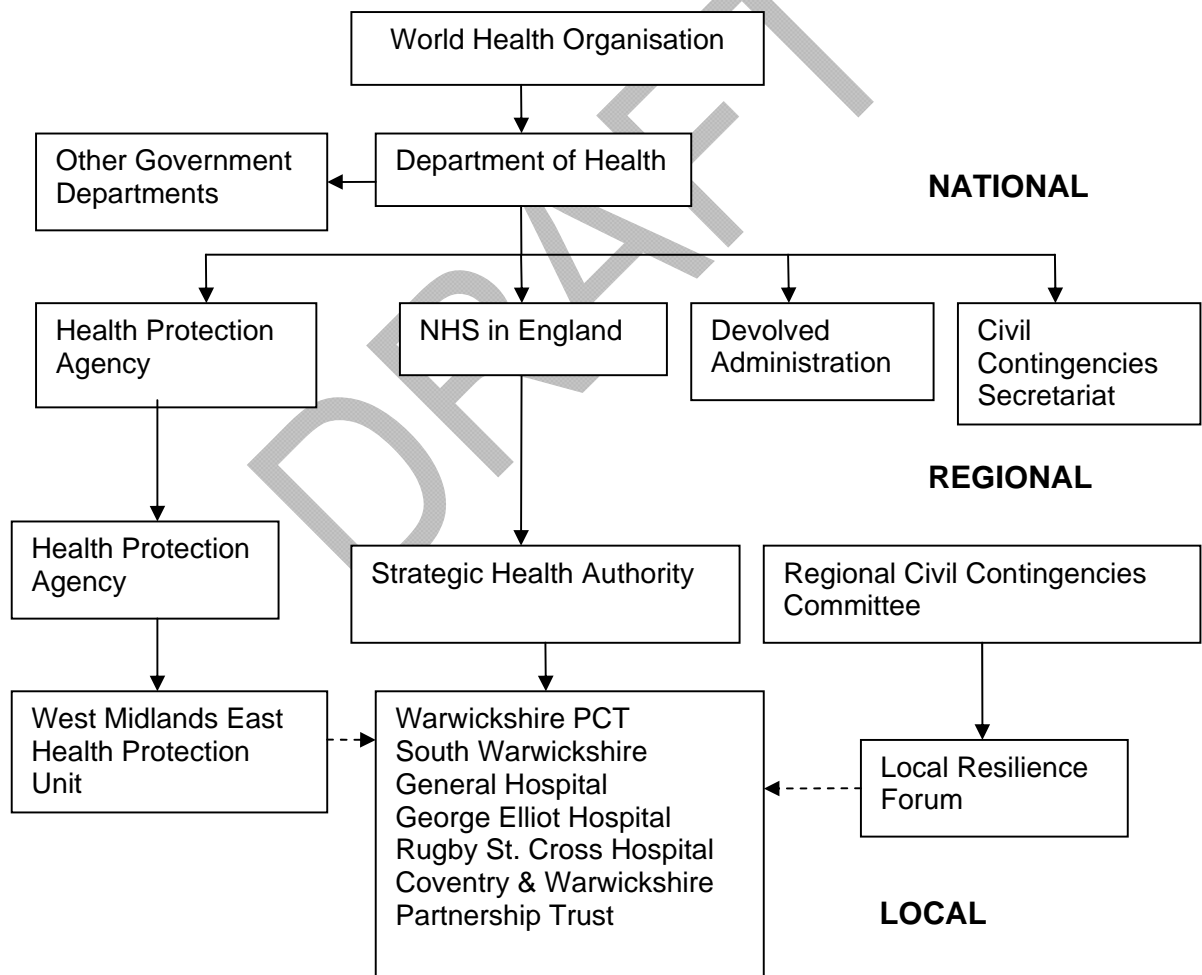 World Health Organisation
Other Government
Departments
Department of Health
NATIONAL
Health Protection
Agency
NHS in England
Devolved
Administration
Civil
Contingencies
Secretariat
REGIONAL
Health Protection
Agency
Strategic Health Authority
Regional Civil Contingencies
Committee
West Midlands East
Health Protection
Unit
Warwickshire PCT
South Warwickshire
General Hospital
George Elliot Hospital
Rugby St. Cross Hospital
Coventry & Warwickshire
Partnership Trust
Local Resilience
Forum
LOCAL
DRAFT